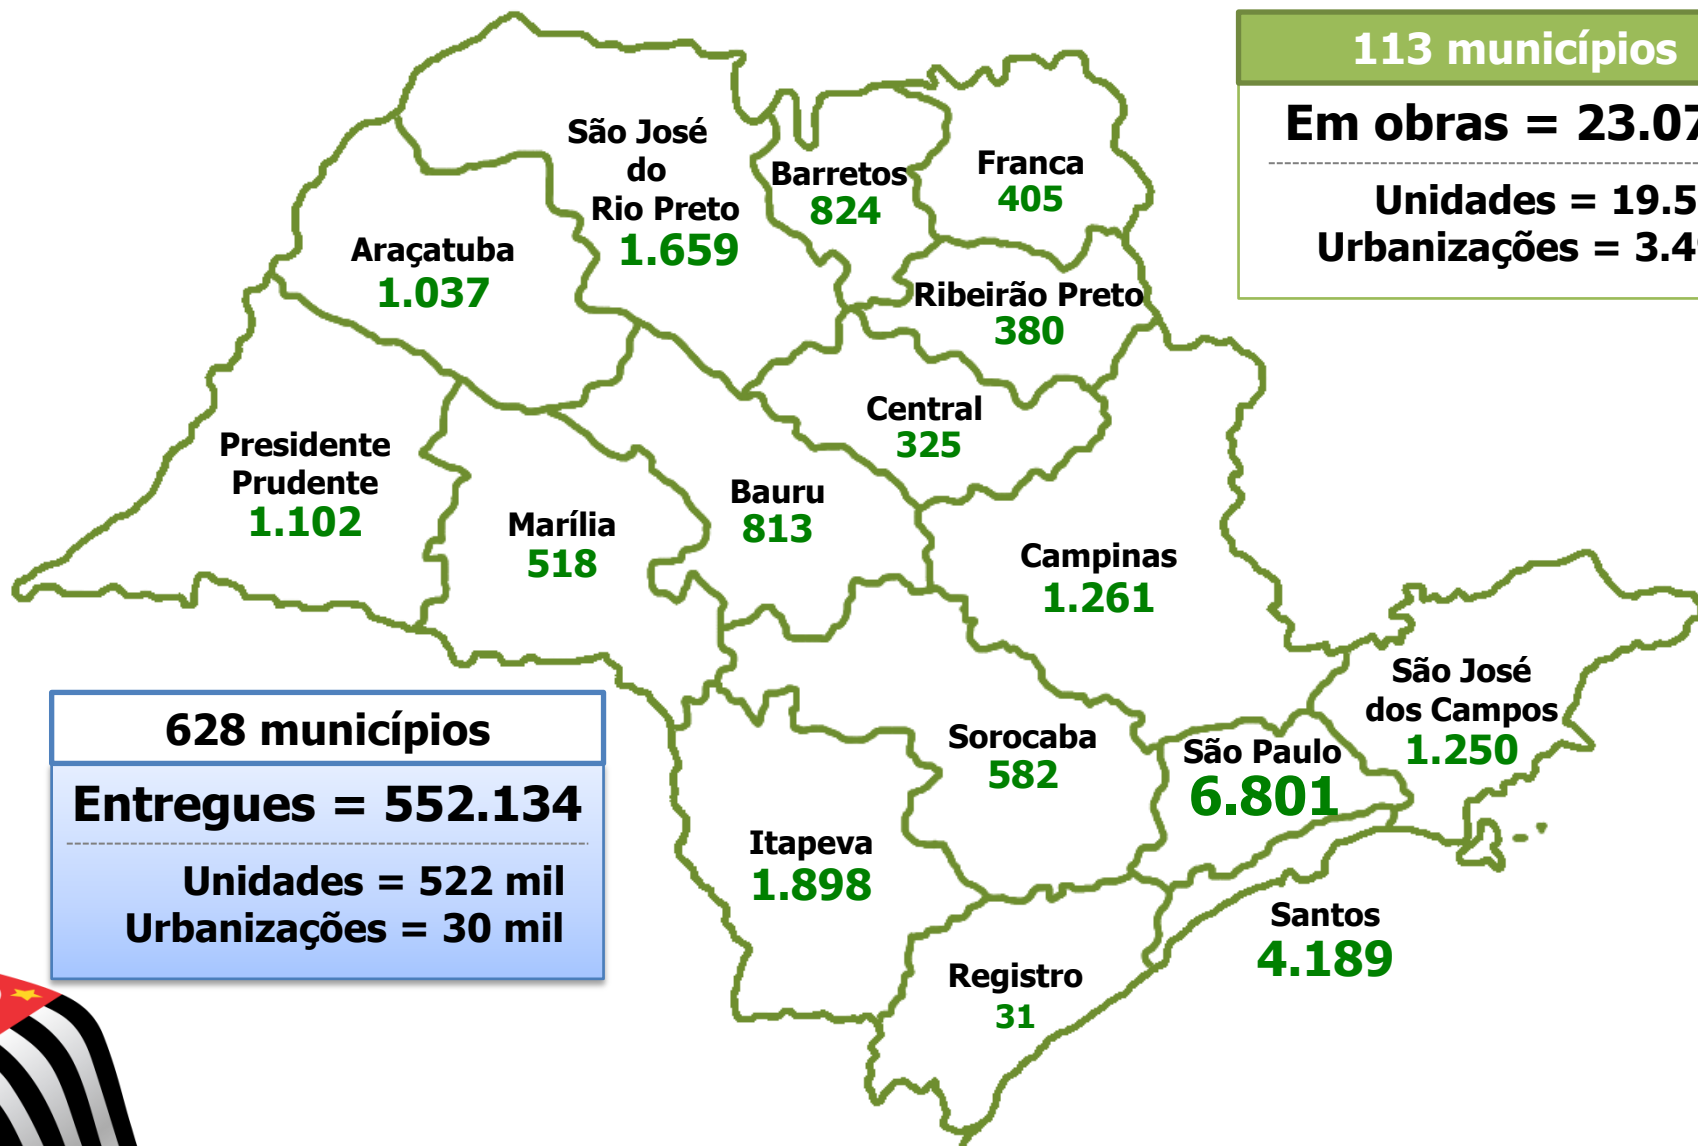 113 municípios
Em obras = 23.07
Unidades = 19.5
Urbanizações = 3.4
São José
do
Rio Preto
1.659
Barretos
824
Franca
405
Araçatuba
1.037
Ribeirão Preto
380
Central
325
Presidente
Prudente
1.102
Marília
518
Bauru
813
Campinas
1.261
São José
dos Campos
1.250
Sorocaba
582
São Paulo
6.801
Itapeva
1.898
Santos
4.189
Registro
31
628 municípios
Entregues = 552.134
Unidades = 522 mil
Urbanizações = 30 mil